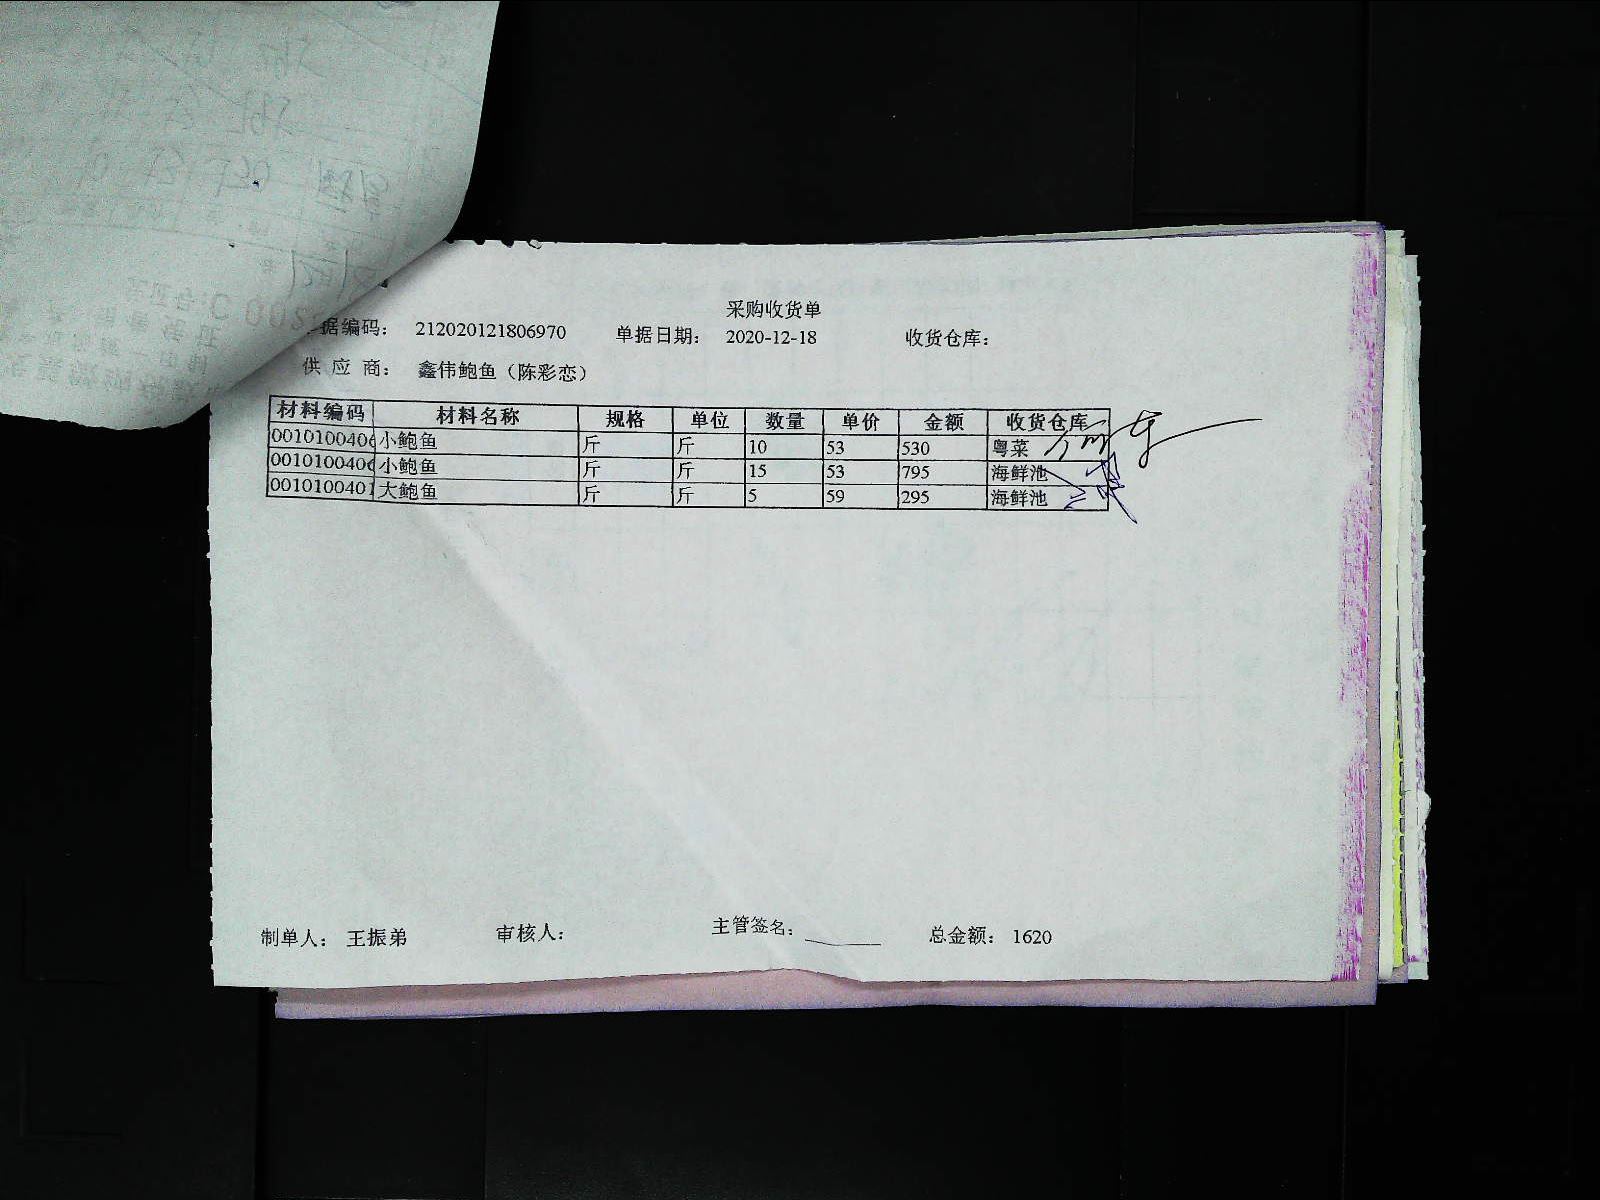 采购收货单
据编码： 212020121806970 单据日期： 2020-12-18 收货仓库：
供 应 商： 鑫伟鲍鱼（陈彩恋）
材料编码 材料名称 规格 单位 数量 单价 金额 收货仓库
001010040 小鲍鱼 斤 斤 10 53 530 粤菜
001010040 小鲍鱼 斤 斤 15 53 795 海鲜池
0010100401 大鲍鱼 斤 斤 5 59 295 海鲜池
制单人： 王振弟 审核人： 主管签名： 总金额： 1620